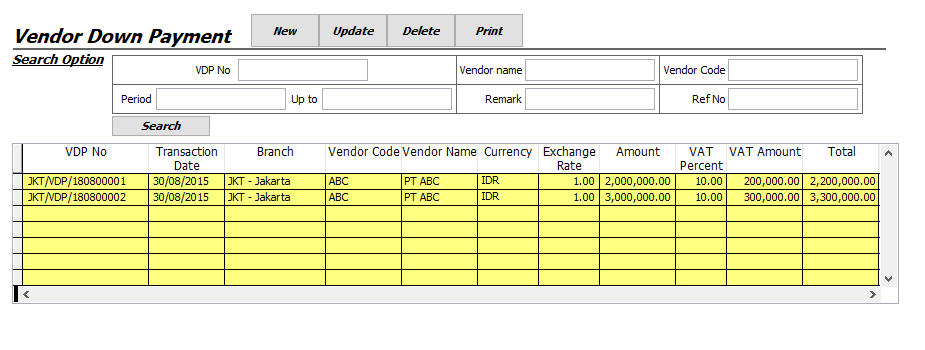 Vendor Down Payment New Update Delete Print
Search Option
VDP No Vendor name Vendor Code
Period Up to Remark Ref No
Search
VDP No Transaction Date Branch Vendor Code Vendor Name Currency Exchange Rate Amount VAT Percent VAT Amount Total
JKT/VDP/180800001 30/08/2015 JKT - Jakarta ABC PT ABC IDR 1.00 2,000,000.00 10.00 200,000.00 2,200,000.00
JKT/VDP/180800002 30/08/2015 JKT - Jakarta ABC PT ABC IDR 1.00 3,000,000.00 10.00 300,000.00 3,300,000.00